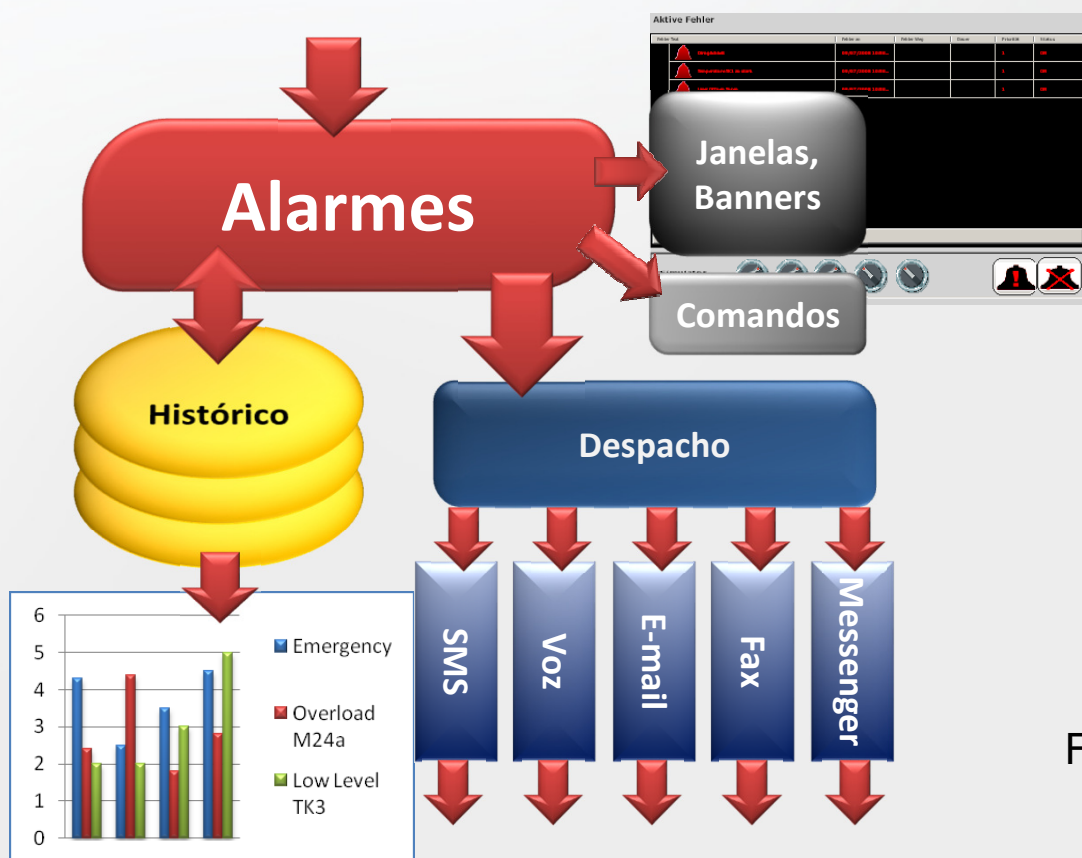 Aktive Fehler
Status
Alarmes
Janelas,
Banners
Comandos
Histórico
Despacho
SMS
Voz
E-mail
Fax
Messenger
6
5
4
3
2
1
0
Emergency
Overload
M24a
Low Level
TK3
F